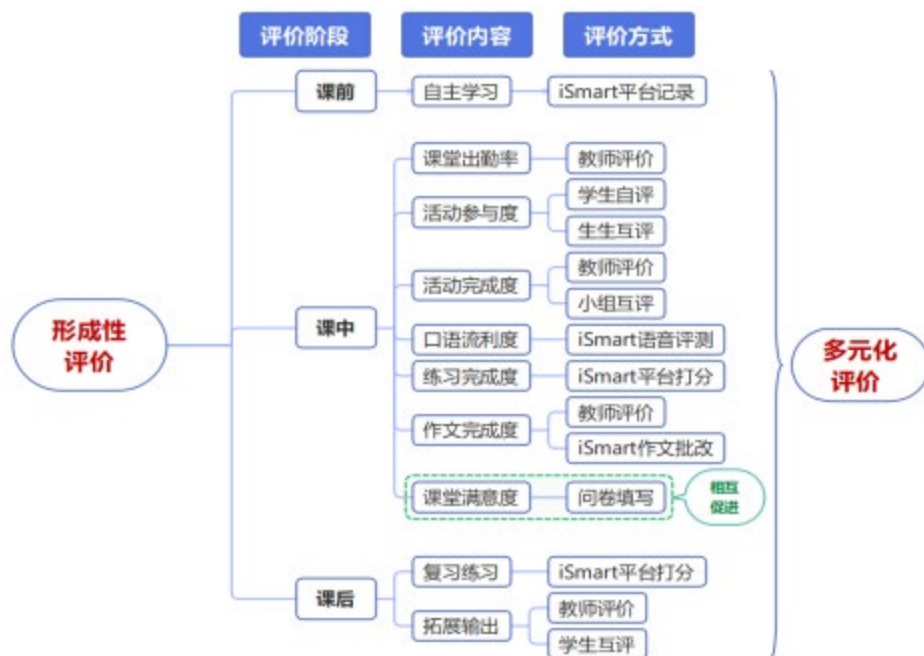 评价阶段 评价内容 评价方式
课前 自主学习 iSmart平台记录
课堂出勤率 教师评价
活动参与度 学生自评
生生互评
活动完成度 教师评价
小组互评
形成性
评价
课中
口语流利度 iSmart语音评测
练习完成度 iSmart平台打分
作文完成度 教师评价
iSmart作文批改
课堂满意度 问卷填写
相互
促进
课后
复习练习 iSmart平台打分
拓展输出 教师评价
学生互评
多元化
评价